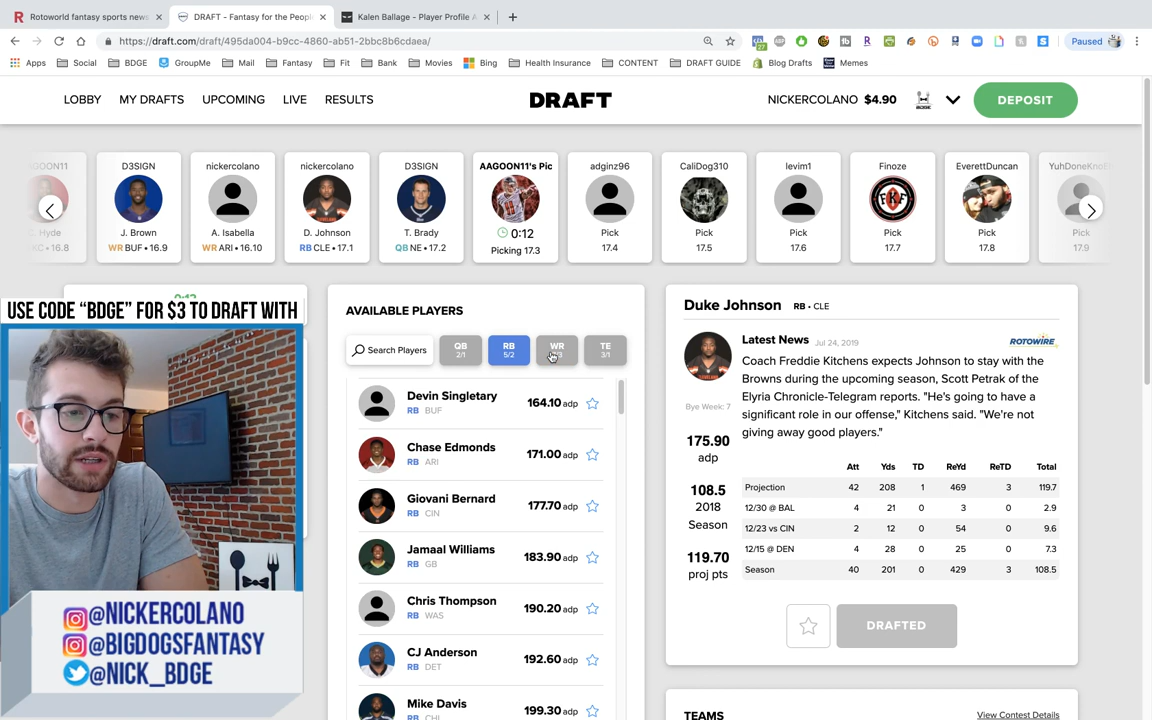 Rotoworld fantasy sports news
DRAFT - Fantasy for the Peopl
Kalen Ballage - Player Profile A
https://draft.com/draft/495da004-b9cc-4860-ab51-2bbc8b6cdaea/
Paused
Apps Social BDGE GroupMe Mail Fantasy Fit Bank Movies Bing Health Insurance CONTENT DRAFT GUIDE Blog Drafts Memes
LOBBY MY DRAFTS UPCOMING LIVE RESULTS
DRAFT
NICKERCOLANO $4.90
DEPOSIT
AGOON11 D3SIGN nickercolano nickercolano D3SIGN AAGOON11's Pic adginz96 CaliDog310 levim1 Finoze EverettDuncan YuhDoneKnoE
Hyde J. Brown A. Isabella D. Johnson T. Brady 0:12 Pick Pick Pick Pick Pick Pick
KC • 16.8 WR BUF • 16.9 WR ARI • 16.10 RB CLE • 17.1 QB NE • 17.2 Picking 17.3 17.4 17.5 17.6 17.7 17.8 17.9
USE CODE "BDGE" FOR $3 TO DRAFT WITH
AVAILABLE PLAYERS
Search Players
QB
2/1
RB
5/2
WR
TE
3/1
Devin Singletary
RB BUF
164.10 adp
Chase Edmonds
RB ARI
171.00 adp
Giovani Bernard
RB CIN
177.70 adp
Jamaal Williams
RB GB
183.90 adp
Chris Thompson
RB WAS
190.20 adp
CJ Anderson
RB DET
192.60 adp
Mike Davis
RB CHI
199.30 adp
Duke Johnson RB • CLE
Latest News Jul 24, 2019
ROTOWIRE
Coach Freddie Kitchens expects Johnson to stay with the
Browns during the upcoming season, Scott Petrak of the
Elyria Chronicle-Telegram reports. "He's going to have a
significant role in our offense," Kitchens said. "We're not
giving away good players."
Bye Week: 7
175.90
adp
108.5
2018
Season
119.70
proj pts
Att Yds TD ReYd ReTD Total
Projection 42 208 1 469 3 119.7
12/30 @ BAL 4 21 0 3 0 2.9
12/23 vs CIN 2 12 0 54 0 9.6
12/15 @ DEN 4 28 0 25 0 7.3
Season 40 201 0 429 3 108.5
DRAFTED
TEAMS
View Contest Details
@NICKERCOLANO
@BIGDOGSFANTASY
@NICK_BDGE